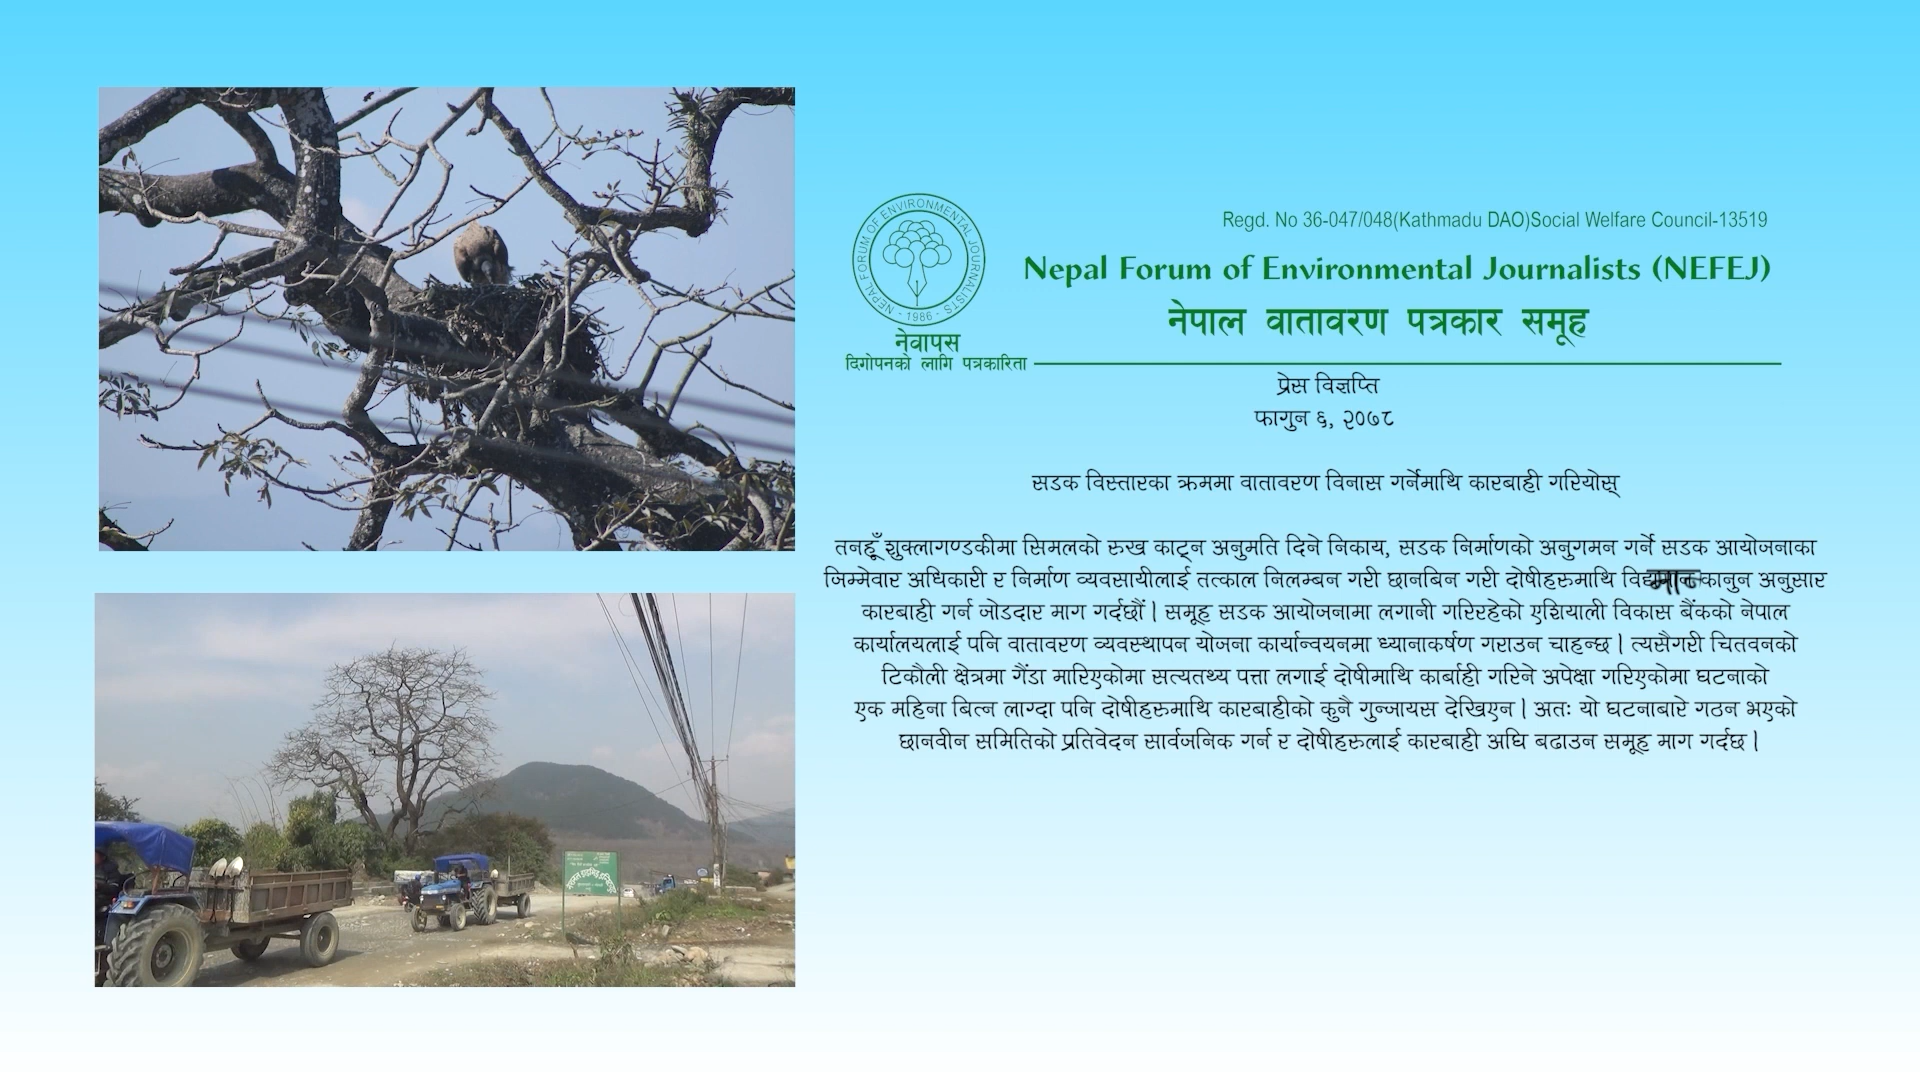 NEPAL FORUM OF ENVIRONMENTAL JOURNALISTS
- 1986 -
नेवापस
दिगोपनको लागि पत्रकारिता
Regd. No 36-047/048(Kathmadu DAO)Social Welfare Council-13519
Nepal Forum of Environmental Journalists (NEFEJ)
नेपाल वातावरण पत्रकार समूह
प्रेस विज्ञप्ति
फागुन ६, २०७८
सडक विस्तारका क्रममा वातावरण विनास गर्नेमाथि कारबाही गरियोस्
तनहूँ शुक्लागण्डकीमा सिमलको रुख काट्न अनुमति दिने निकाय, सडक निर्माणको अनुगमन गर्ने सडक आयोजनाका
जिम्मेवार अधिकारी र निर्माण व्यवसायीलाई तत्काल निलम्बन गरी छानबिन गरी दोषीहरुमाथि विद्यमान कानुन अनुसार
कारबाही गर्न जोडदार माग गर्दछौं । समूह सडक आयोजनामा लगानी गरिरहेको एशियाली विकास बैंकको नेपाल
कार्यालयलाई पनि वातावरण व्यवस्थापन योजना कार्यान्वयनमा ध्यानाकर्षण गराउन चाहन्छ । त्यसैगरी चितवनको
टिकौली क्षेत्रमा गैंडा मारिएकोमा सत्यतथ्य पत्ता लगाई दोषीमाथि कार्बाही गरिने अपेक्षा गरिएकोमा घटनाको
एक महिना बित्न लाग्दा पनि दोषीहरुमाथि कारबाहीको कुनै गुन्जायस देखिएन । अतः यो घटनाबारे गठन भएको
छानवीन समितिको प्रतिवेदन सार्वजनिक गर्न र दोषीहरुलाई कारबाही अघि बढाउन समूह माग गर्दछ ।